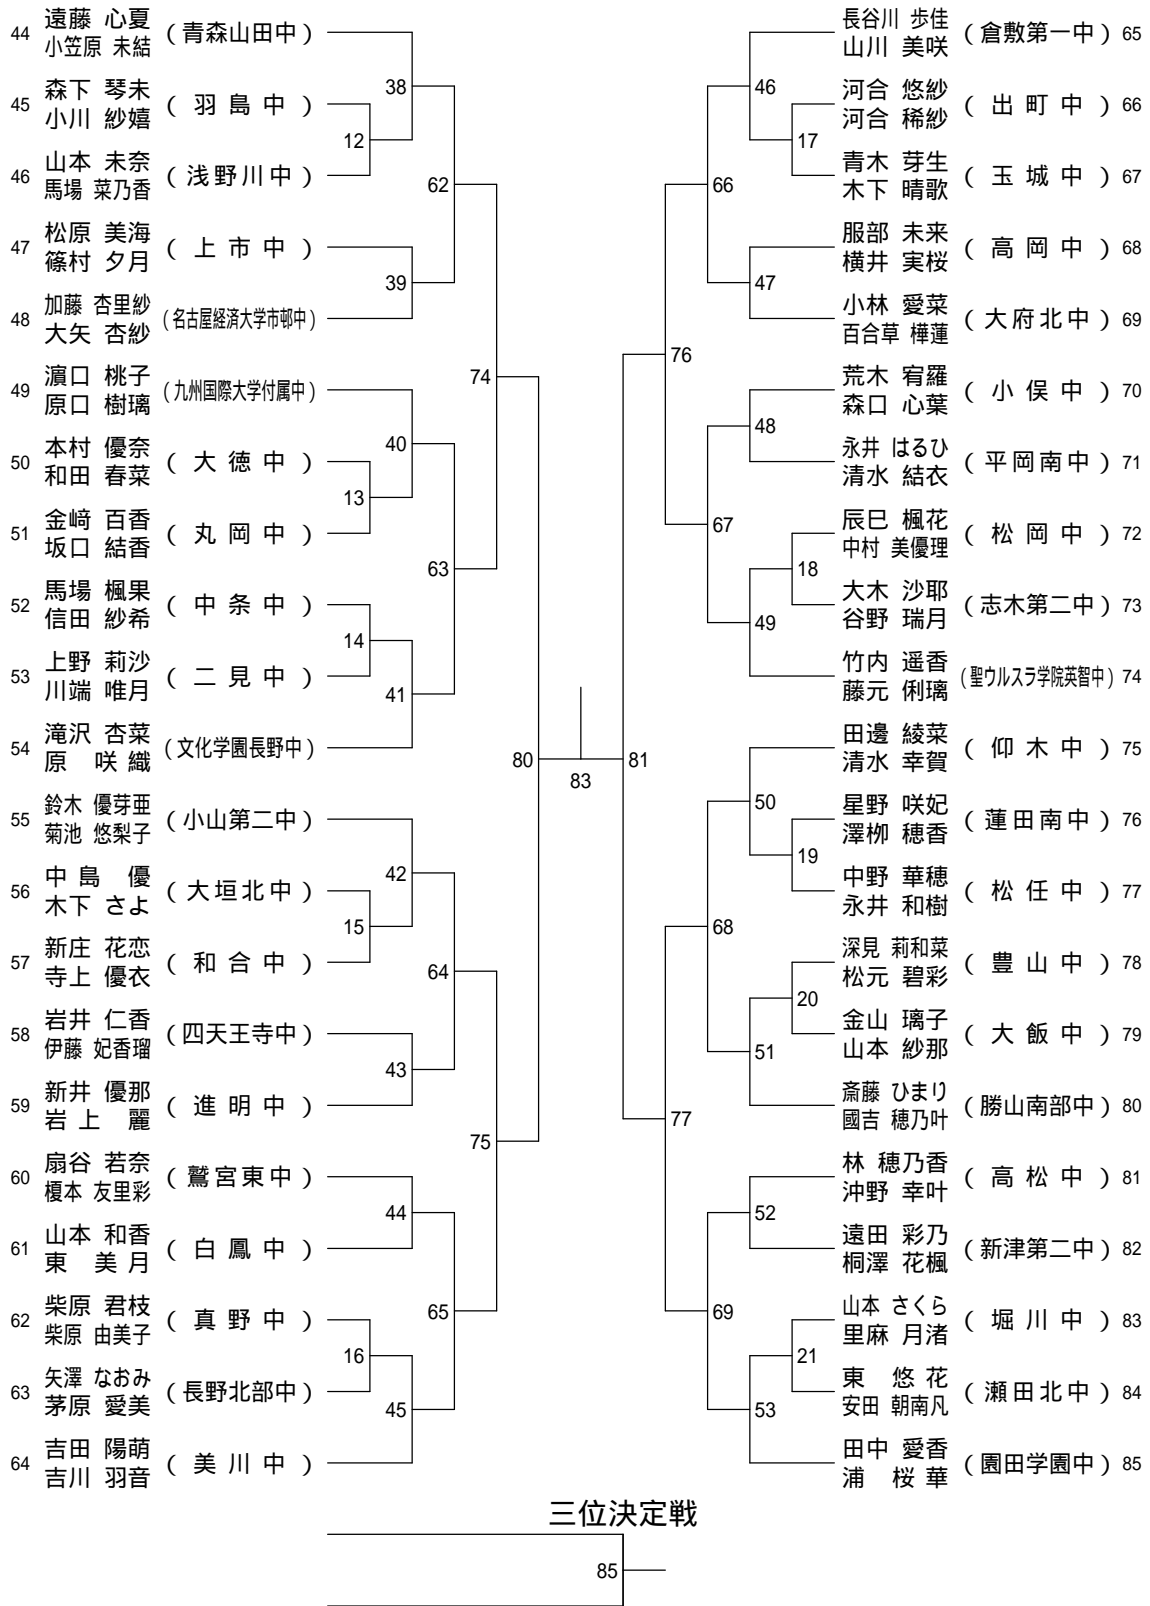 44 遠藤 心夏 小笠原 未結 (青森山田中)
45 森下 琴未 小川 紗嬉 (羽島中)
46 山本 未奈 馬場 菜乃香 (浅野川中)
47 松原 美海 篠村 夕月 (上市中)
48 加藤 杏里紗 大矢 杏紗 (名古屋経済大学市邨中)
49 濵口 桃子 原口 樹璃 (九州国際大学付属中)
50 本村 優奈 和田 春菜 (大徳中)
51 金﨑 百香 坂口 結香 (丸岡中)
52 馬場 楓果 信田 紗希 (中条中)
53 上野 莉沙 川端 唯月 (二見中)
54 滝沢 杏菜 原 咲織 (文化学園長野中)
55 鈴木 優芽亜 菊池 悠梨子 (小山第二中)
56 中島 優 木下 さよ (大垣北中)
57 新庄 花恋 寺上 優衣 (和合中)
58 岩井 仁香 伊藤 妃香瑠 (四天王寺中)
59 新井 優那 岩上 麗 (進明中)
60 扇谷 若奈 榎本 友里彩 (鷲宮東中)
61 山本 和香 東 美月 (白鳳中)
62 柴原 君枝 柴原 由美子 (真野中)
63 矢澤 なおみ 茅原 愛美 (長野北部中)
64 吉田 陽萌 吉川 羽音 (美川中)
38
12
62
39
74
40
13
63
14
41
80
42
15
64
43
75
44
65
16
45
83
81
46
17
66
47
76
48
67
18
49
50
19
68
20
51
77
52
69
21
53
長谷川 歩佳 山川 美咲 (倉敷第一中) 65
河合 悠紗 河合 稀紗 (出町中) 66
青木 芽生 木下 晴歌 (玉城中) 67
服部 未来 横井 実桜 (高岡中) 68
小林 愛菜 百合草 樺蓮 (大府北中) 69
荒木 宥羅 森口 心葉 (小俣中) 70
永井 はるひ 清水 結衣 (平岡南中) 71
辰巳 楓花 中村 美優理 (松岡中) 72
大木 沙耶 谷野 瑞月 (志木第二中) 73
竹内 遥香 藤元 俐璃 (聖ウルスラ学院英智中) 74
田邊 綾菜 清水 幸賀 (仰木中) 75
星野 咲妃 澤栁 穂香 (蓮田南中) 76
中野 華穂 永井 和樹 (松任中) 77
深見 莉和菜 松元 碧彩 (豊山中) 78
金山 璃子 山本 紗那 (大飯中) 79
斎藤 ひまり 國吉 穂乃叶 (勝山南部中) 80
林 穂乃香 沖野 幸叶 (高松中) 81
遠田 彩乃 桐澤 花楓 (新津第二中) 82
山本 さくら 里麻 月渚 (堀川中) 83
東 悠花 安田 朝南凡 (瀬田北中) 84
田中 愛香 浦 桜華 (園田学園中) 85
三位決定戦
85